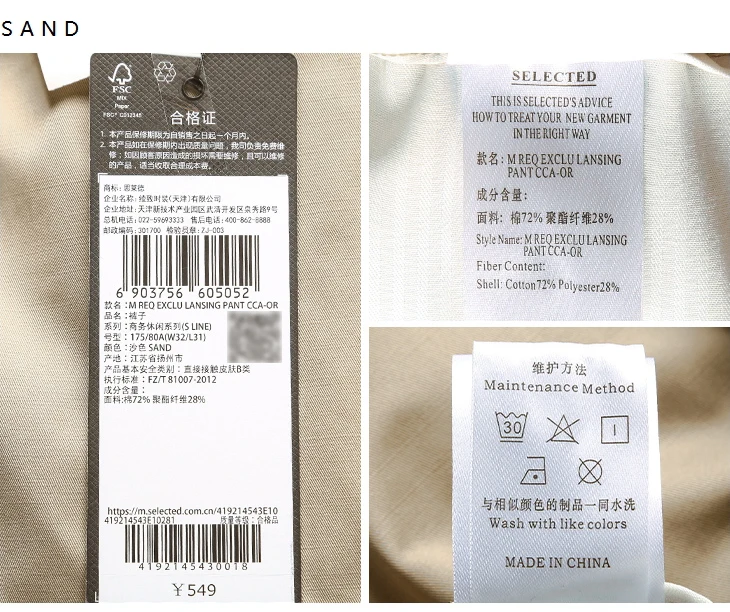 SAND
FSC
MIX
Paper
FSC® C012345
合格证
1. 本产品保修期限为自销售之日起一个月内。
2. 本产品如在保修期内出现质量问题，我司负责免费维
修；如因顾客原因造成的损坏需要维修，且可以维修
的产品，适当收取合理成本费。
商标: 思莱德
企业名称: 绫致时装(天津)有限公司
企业地址: 天津新技术产业园区武清开发区泉秀路9号
总机电话: 022-59693333 售后电话: 400-862-8888
邮政编码: 301700 检验员章: ZJ-003
6 903756 605052
款名：M REQ EXCLU LANSING PANT CCA-OR
品名：裤子
系列：商务休闲系列(S LINE)
号型：175/80A(W32/L31)
颜色：沙色 SAND
产地：江苏省扬州市
产品基本安全类别：直接接触皮肤B类
执行标准：FZ/T 81007-2012
成分含量：
面料:棉72% 聚酯纤维28%
https://m.selected.com.cn/419214543E10
419214543E10281 质量等级：合格品
4192145430018
￥549
SELECTED
THIS IS SELECTED'S ADVICE
HOW TO TREAT YOUR NEW GARMENT
IN THE RIGHT WAY
款名: M REQ EXCLU LANSING
PANT CCA-OR
成分含量:
面料: 棉72% 聚酯纤维28%
Style Name: M REQ EXCLU LANSING
PANT CCA-OR
Fiber Content:
Shell: Cotton72% Polyester28%
维护方法
Maintenance Method
30
与相似颜色的制品一同水洗
Wash with like colors
MADE IN CHINA